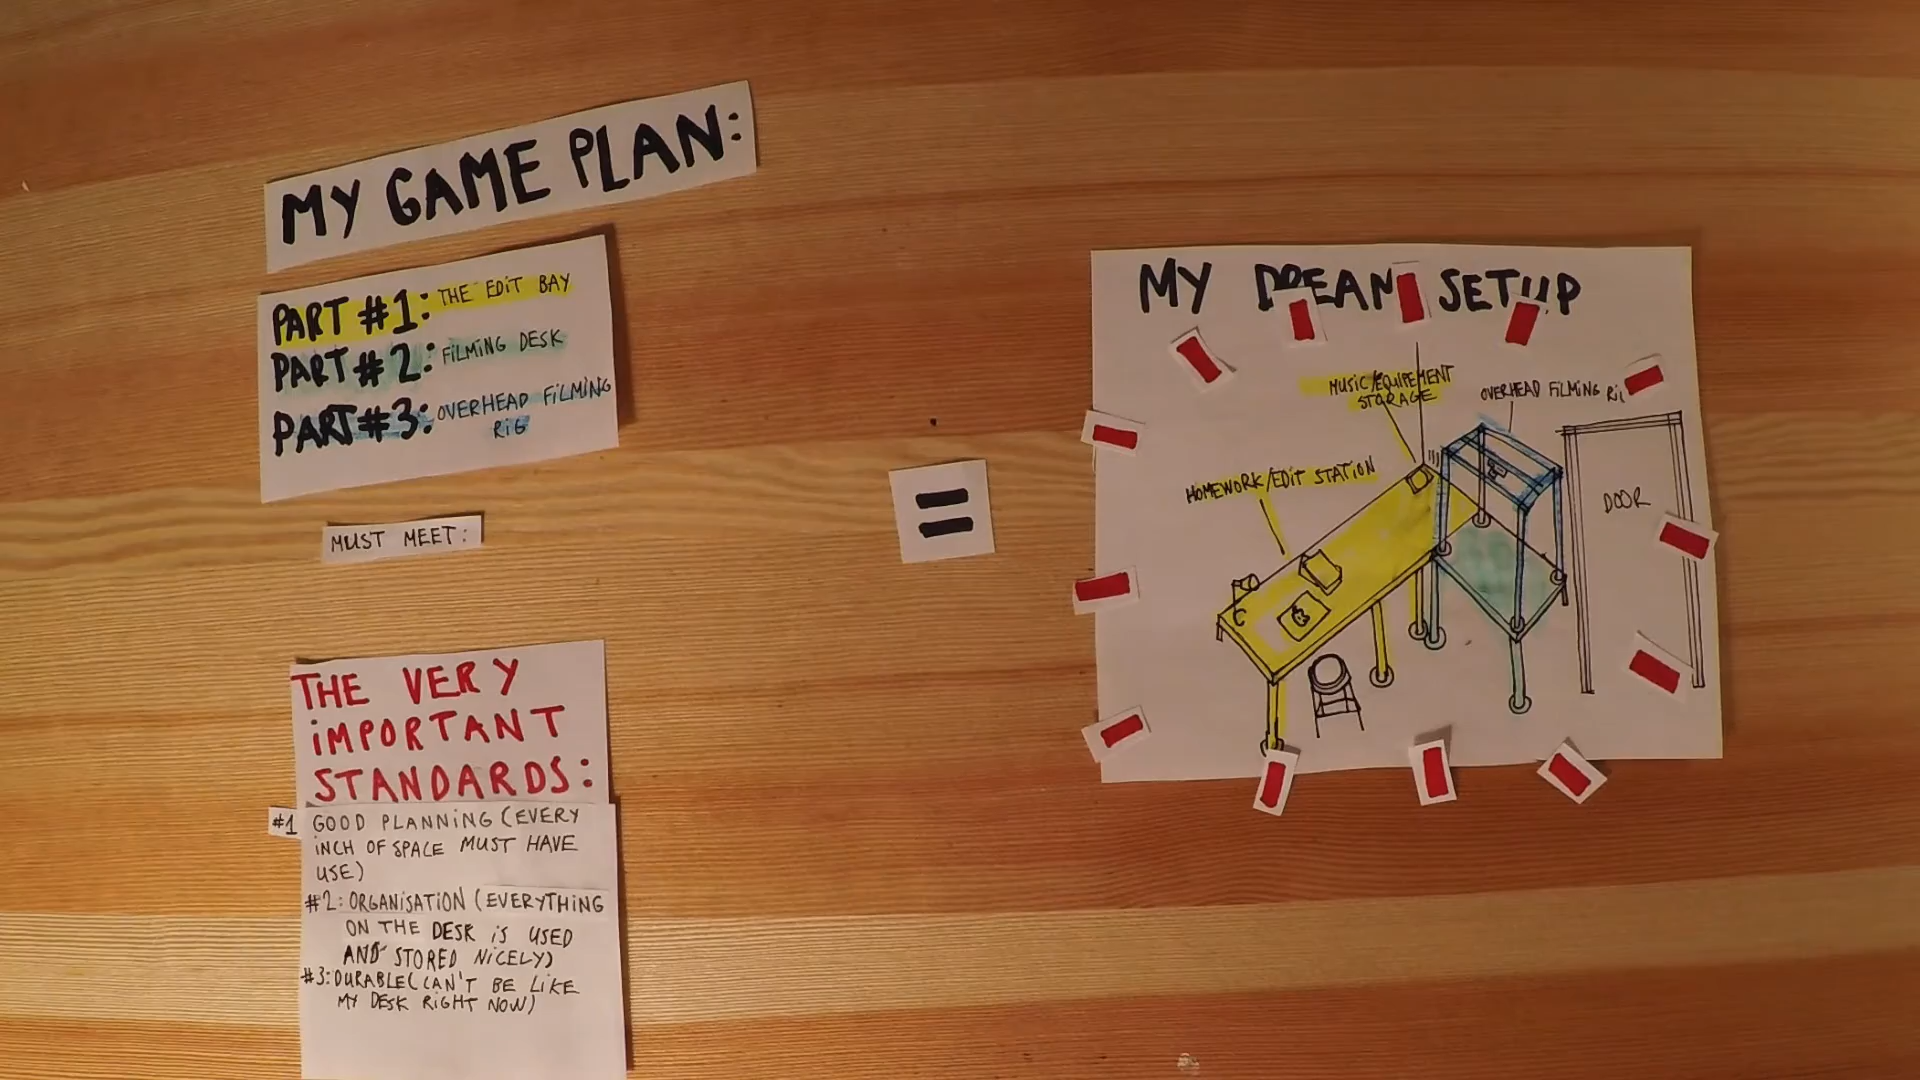 MY GAME PLAN:
PART #1: THE EDIT BAY
PART #2: FILMING DESK
PART #3: OVERHEAD FILMING
RIG
MUST MEET:
THE VERY
IMPORTANT
STANDARDS:
#1 GOOD PLANNING (EVERY
INCH OF SPACE MUST HAVE
USE)
#2: ORGANISATION (EVERYTHING
ON THE DESK IS USED
AND STORED NICELY)
#3: DURABLE (CAN'T BE LIKE
MY DESK RIGHT NOW)
=
MY DREAM SETUP
MUSIC/EQUIPEMENT
STORAGE
OVERHEAD FILMING RIG
HOMEWORK/EDIT STATION
DOOR